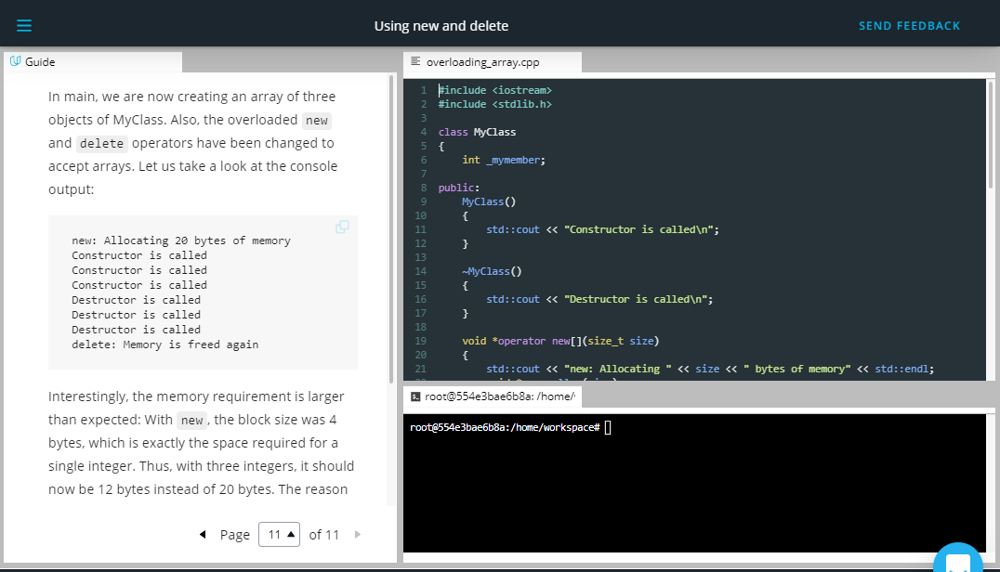 Using new and delete
SEND FEEDBACK
Guide
In main, we are now creating an array of three
objects of MyClass. Also, the overloaded new
and delete operators have been changed to
accept arrays. Let us take a look at the console
output:
new: Allocating 20 bytes of memory
Constructor is called
Constructor is called
Constructor is called
Destructor is called
Destructor is called
Destructor is called
delete: Memory is freed again
Interestingly, the memory requirement is larger
than expected: With new, the block size was 4
bytes, which is exactly the space required for a
single integer. Thus, with three integers, it should
now be 12 bytes instead of 20 bytes. The reason
Page 11 of 11
overloading_array.cpp
1 #include <iostream>
2 #include <stdlib.h>
3
4 class MyClass
5 {
6 int _mymember;
7
8 public:
9 MyClass()
10 {
11 std::cout << "Constructor is called\n";
12 }
13
14 ~MyClass()
15 {
16 std::cout << "Destructor is called\n";
17 }
18
19 void *operator new[](size_t size)
20 {
21 std::cout << "new: Allocating " << size << " bytes of memory" << std::endl;
root@554e3bae6b8a: /home/
root@554e3bae6b8a:/home/workspace#